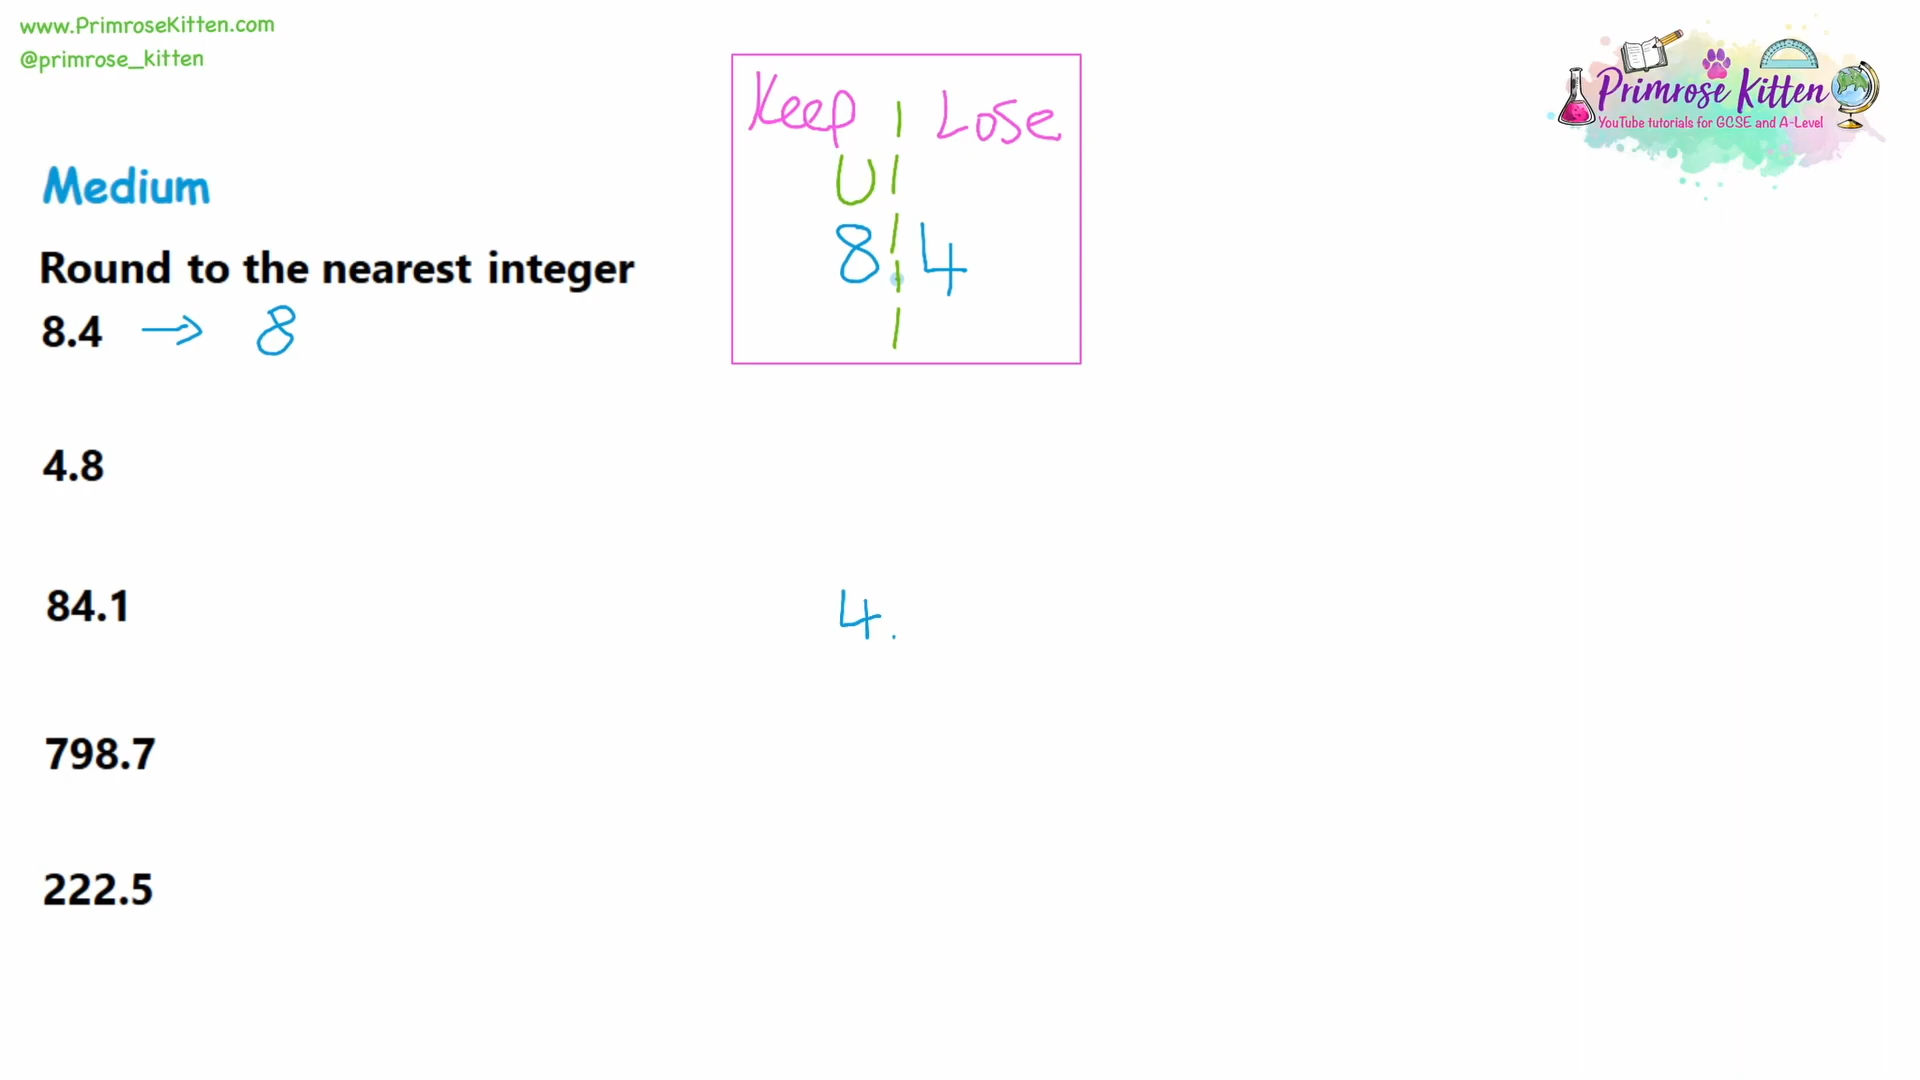 www.PrimroseKitten.com
@primrose_kitten
Primrose Kitten
YouTube tutorials for GCSE and A-Level
Keep Lose
U
8.4
Medium
Round to the nearest integer
8.4 → 8
4.8
84.1
4.
798.7
222.5